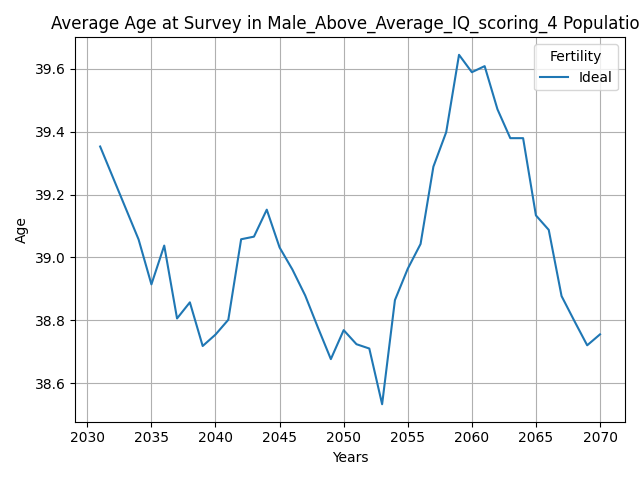 Average Age at Survey in Male_Above_Average_IQ_scoring_4 Populatio
Fertility
Ideal
39.6
39.4
39.2
39.0
38.8
38.6
Age
2030 2035 2040 2045 2050 2055 2060 2065 2070
Years